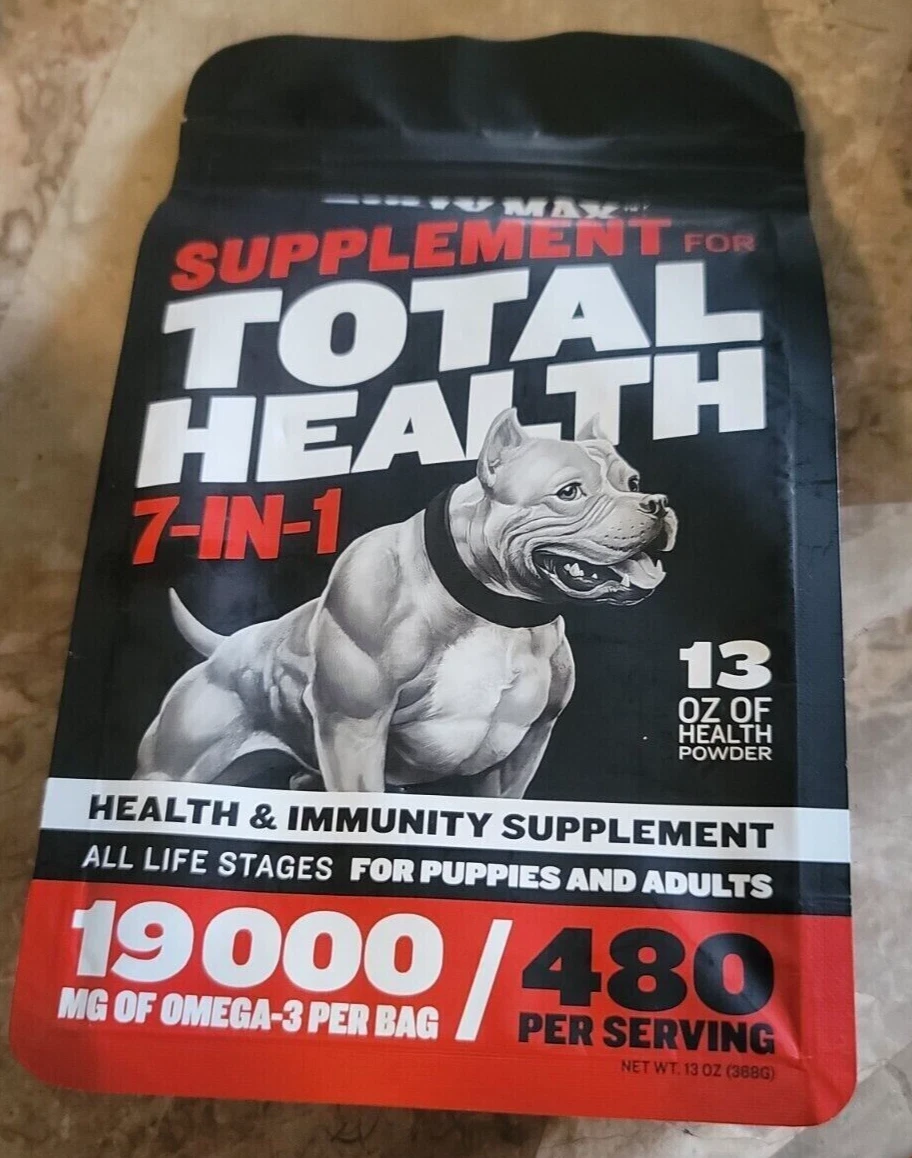 MAX
SUPPLEMENT FOR
TOTAL
HEALTH
7-IN-1
13
OZ OF
HEALTH
POWDER
HEALTH & IMMUNITY SUPPLEMENT
ALL LIFE STAGES FOR PUPPIES AND ADULTS
19000 / 480
MG OF OMEGA-3 PER BAG PER SERVING
NET WT. 13 OZ (368G)